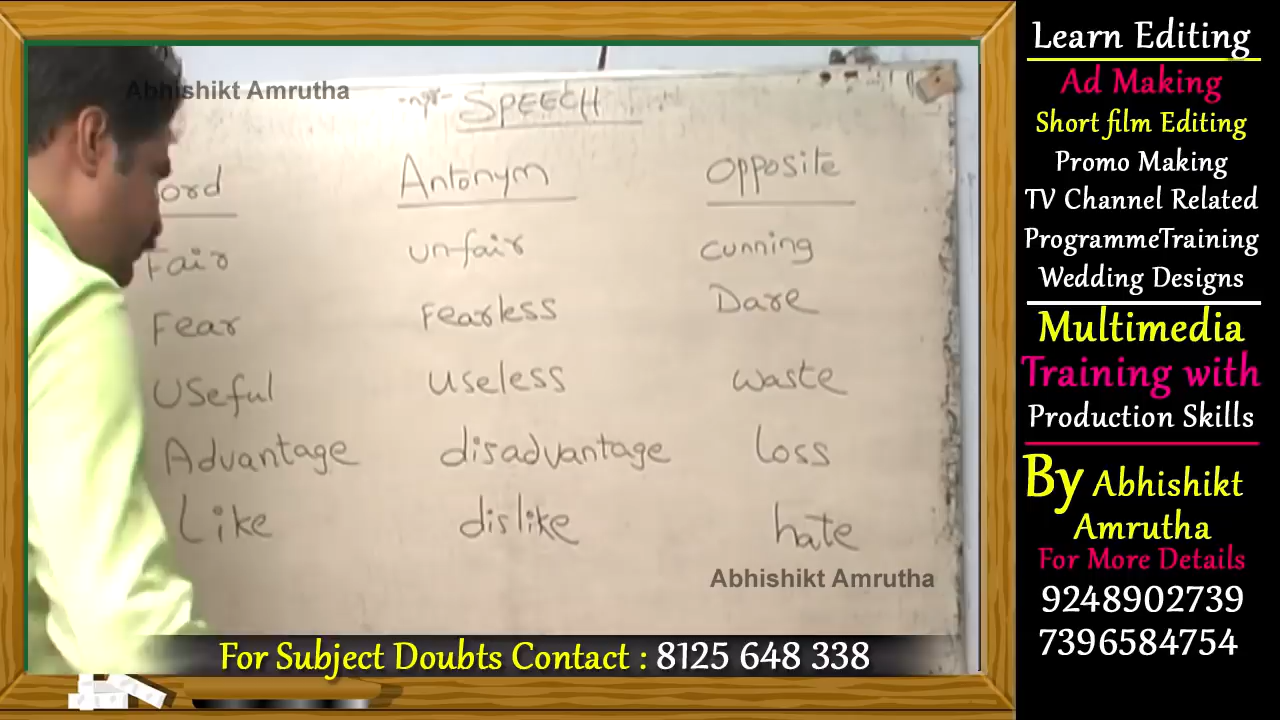 Abhishikt Amrutha
SPEECH
ord Antonym Opposite
Fair unfair cunning
Fear Fearless Dare
Useful useless waste
Advantage disadvantage loss
Like dislike hate
Abhishikt Amrutha
For Subject Doubts Contact : 8125 648 338
Learn Editing
Ad Making
Short film Editing
Promo Making
TV Channel Related
ProgrammeTraining
Wedding Designs
Multimedia
Training with
Production Skills
By Abhishikt
Amrutha
For More Details
9248902739
7396584754